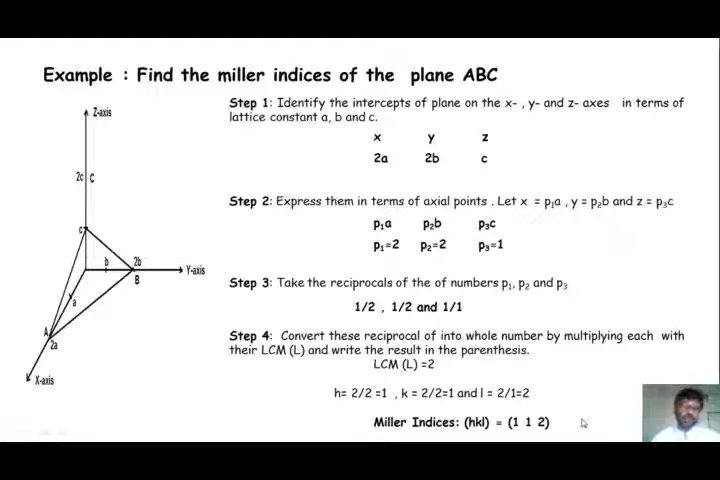 Example : Find the miller indices of the plane ABC
Step 1: Identify the intercepts of plane on the x- , y- and z- axes in terms of
lattice constant a, b and c.
x y z
2a 2b c
Step 2: Express them in terms of axial points . Let x = p₁a , y = p₂b and z = p₃c
p₁a p₂b p₃c
p₁=2 p₂=2 p₃=1
Step 3: Take the reciprocals of the of numbers p₁, p₂ and p₃
1/2 , 1/2 and 1/1
Step 4: Convert these reciprocal of into whole number by multiplying each with
their LCM (L) and write the result in the parenthesis.
LCM (L) =2
h= 2/2 =1 , k = 2/2=1 and l = 2/1=2
Miller Indices: (hkl) = (1 1 2)
Z-axis
2c C
c
b 2b
B
Y-axis
a
A
2a
X-axis